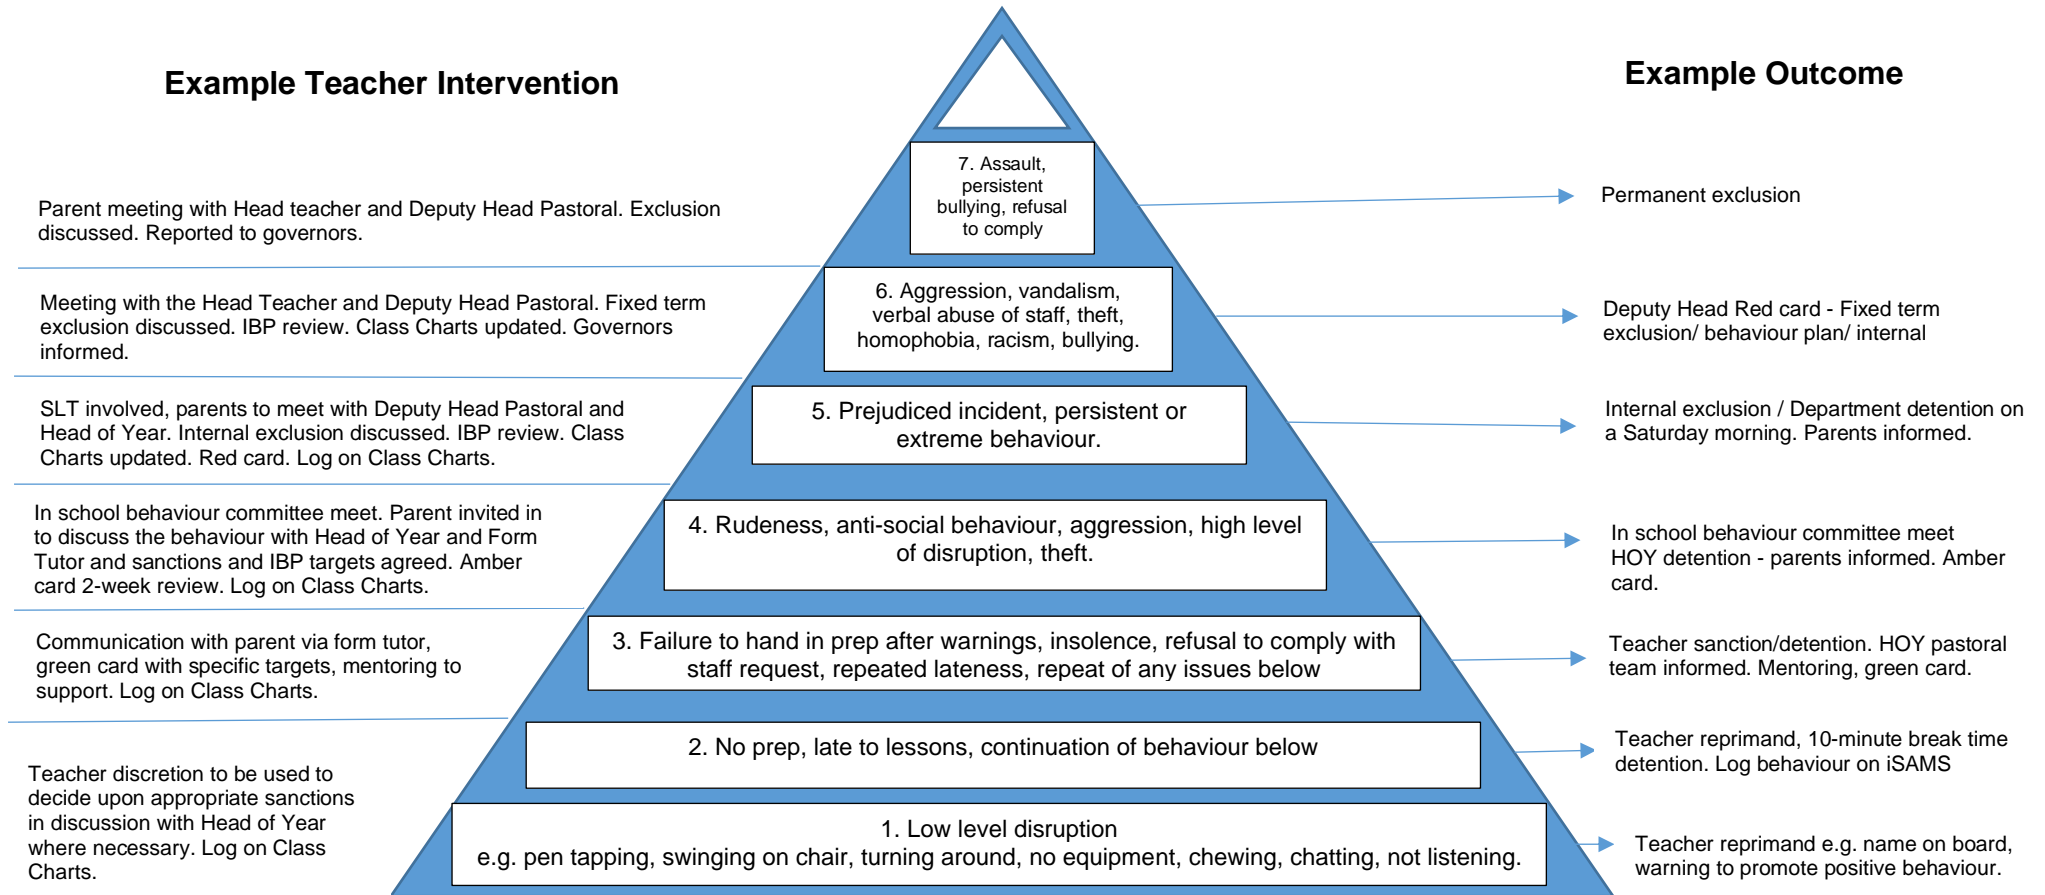 Example Teacher Intervention
Example Outcome
7. Assault,
persistent
bullying, refusal
to comply
Parent meeting with Head teacher and Deputy Head Pastoral. Exclusion
discussed. Reported to governors.
Permanent exclusion
6. Aggression, vandalism,
verbal abuse of staff, theft,
homophobia, racism, bullying.
Meeting with the Head Teacher and Deputy Head Pastoral. Fixed term
exclusion discussed. IBP review. Class Charts updated. Governors
informed.
Deputy Head Red card - Fixed term
exclusion/ behaviour plan/ internal
5. Prejudiced incident, persistent or
extreme behaviour.
SLT involved, parents to meet with Deputy Head Pastoral and
Head of Year. Internal exclusion discussed. IBP review. Class
Charts updated. Red card. Log on Class Charts.
Internal exclusion / Department detention on
a Saturday morning. Parents informed.
4. Rudeness, anti-social behaviour, aggression, high level
of disruption, theft.
In school behaviour committee meet. Parent invited in
to discuss the behaviour with Head of Year and Form
Tutor and sanctions and IBP targets agreed. Amber
card 2-week review. Log on Class Charts.
In school behaviour committee meet
HOY detention - parents informed. Amber
card.
3. Failure to hand in prep after warnings, insolence, refusal to comply with
staff request, repeated lateness, repeat of any issues below
Communication with parent via form tutor,
green card with specific targets, mentoring to
support. Log on Class Charts.
Teacher sanction/detention. HOY pastoral
team informed. Mentoring, green card.
2. No prep, late to lessons, continuation of behaviour below
Teacher reprimand, 10-minute break time
detention. Log behaviour on iSAMS
Teacher discretion to be used to
decide upon appropriate sanctions
in discussion with Head of Year
where necessary. Log on Class
Charts.
1. Low level disruption
e.g. pen tapping, swinging on chair, turning around, no equipment, chewing, chatting, not listening.
Teacher reprimand e.g. name on board,
warning to promote positive behaviour.